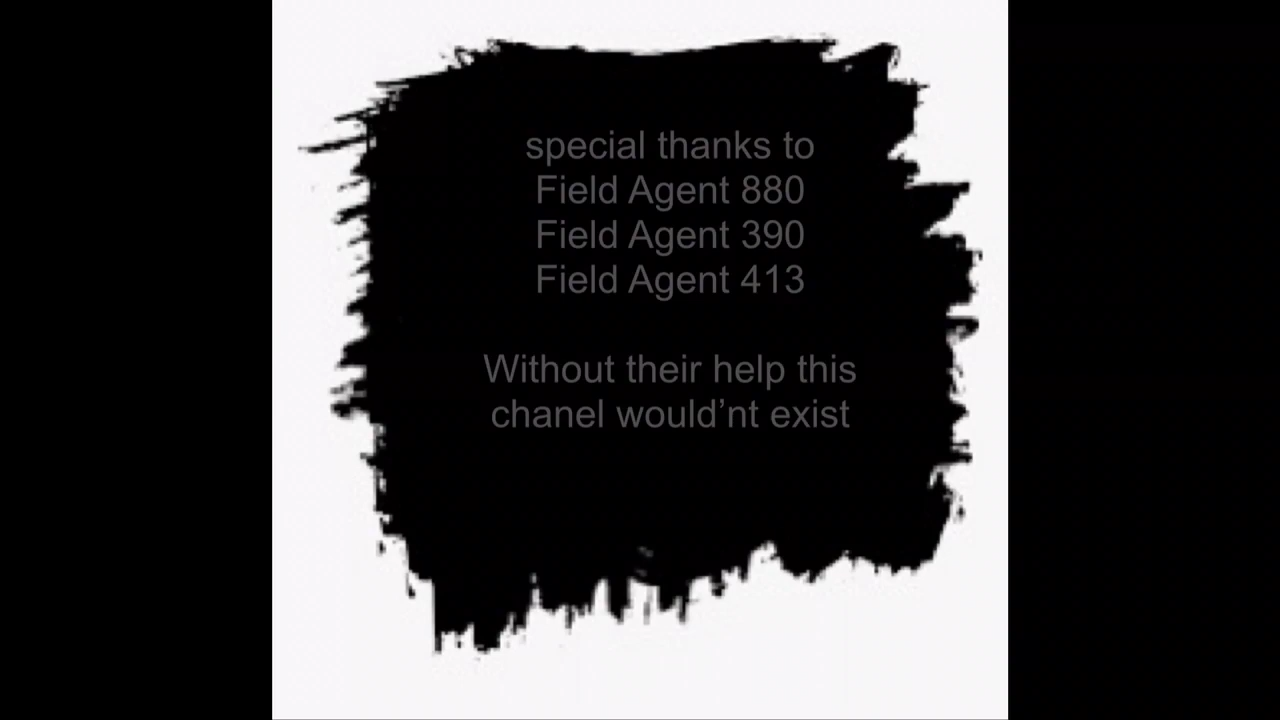 special thanks to
Field Agent 880
Field Agent 390
Field Agent 413
Without their help this
chanel would’nt exist